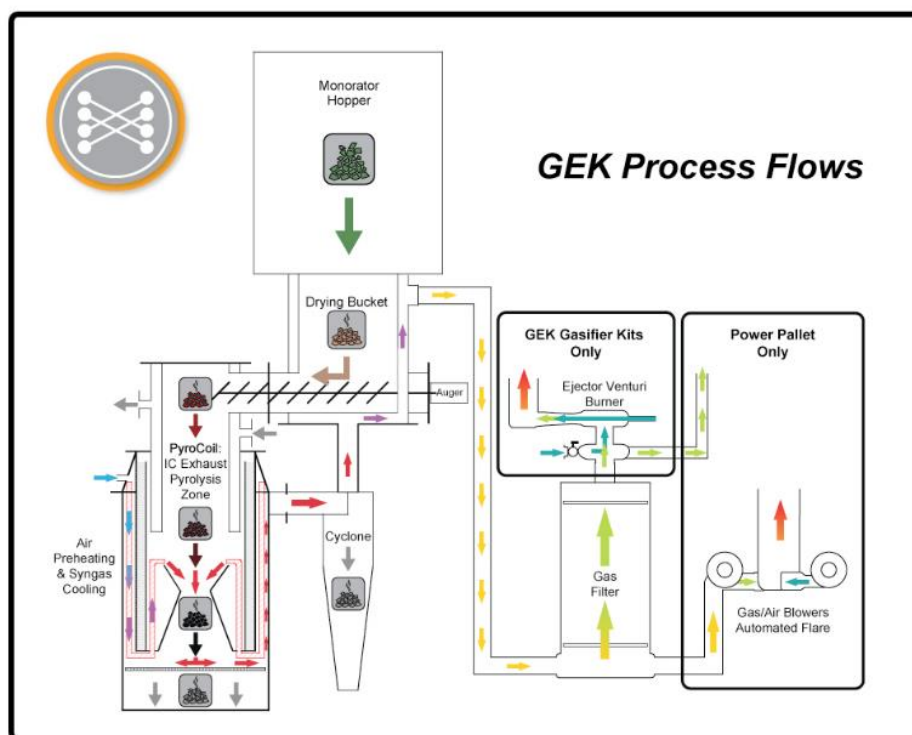 Monorator
Hopper
GEK Process Flows
Drying Bucket
Auger
PyroCoil:
IC Exhaust
Pyrolysis
Zone
Air
Preheating
& Syngas
Cooling
Cyclone
GEK Gasifier Kits
Only
Ejector Venturi
Burner
Gas
Filter
Power Pallet
Only
Gas/Air Blowers
Automated Flare